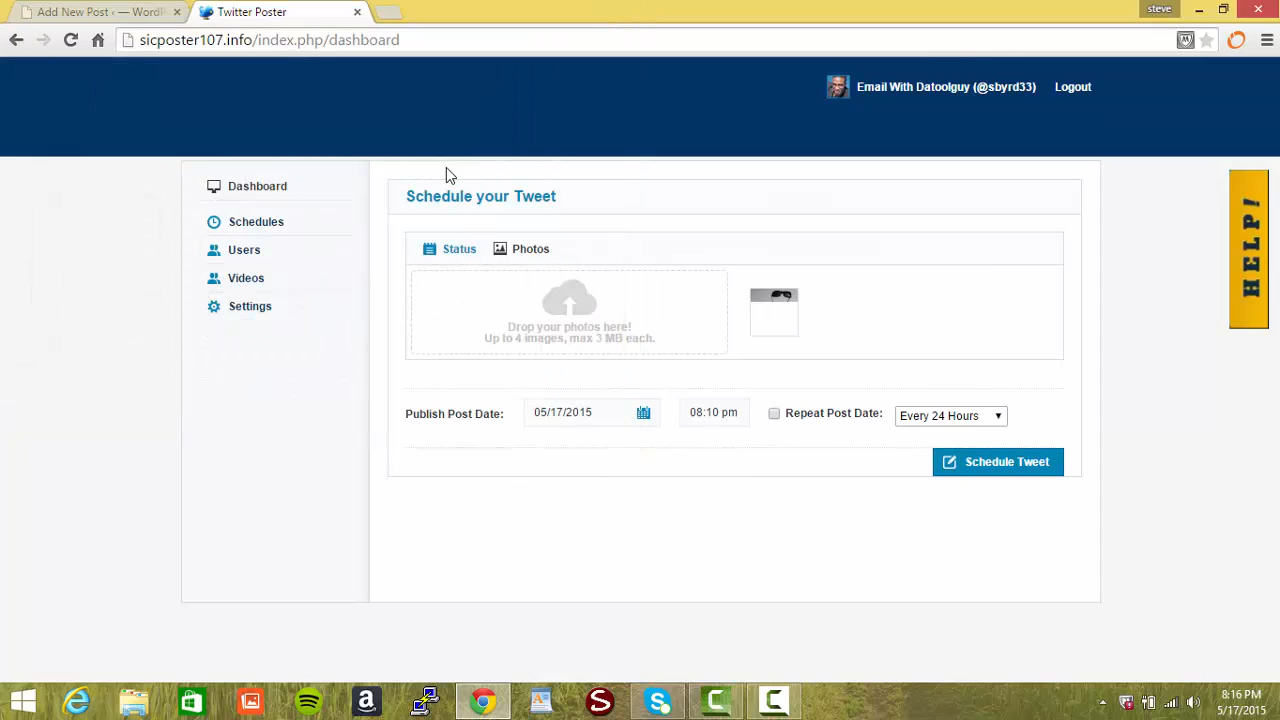 Add New Post ‹ — WordP
Twitter Poster
steve
sicposter107.info/index.php/dashboard
Email With Datoolguy (@sbyrd33)
Logout
Dashboard
Schedules
Users
Videos
Settings
Schedule your Tweet
Status
Photos
Drop your photos here!
Up to 4 images, max 3 MB each.
Publish Post Date:
05/17/2015
08:10 pm
Repeat Post Date:
Every 24 Hours
Schedule Tweet
HELP!
8:16 PM
5/17/2015